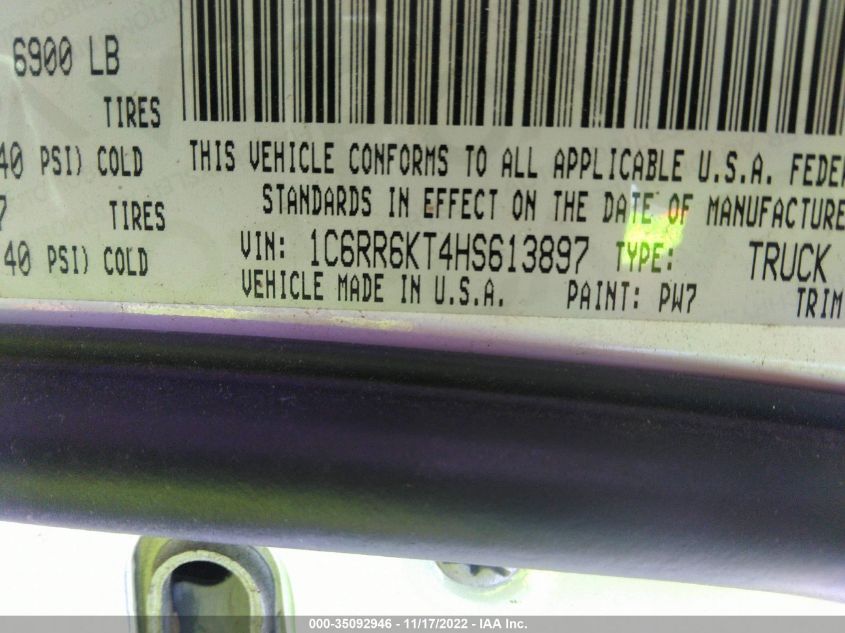 6900 LB
TIRES
40 PSI) COLD
THIS VEHICLE CONFORMS TO ALL APPLICABLE U.S.A. FEDER
7 TIRES
STANDARDS IN EFFECT ON THE DATE OF MANUFACTURE
40 PSI) COLD
VIN: 1C6RR6KT4HS613897 TYPE: TRUCK
VEHICLE MADE IN U.S.A. PAINT: PW7 TRIM
000-35092946 - 11/17/2022 - IAA Inc.